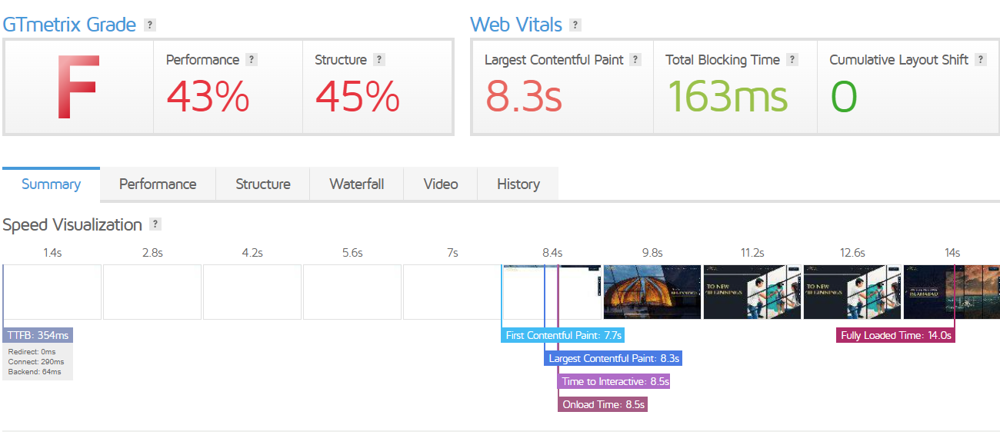 GTmetrix Grade ?
Web Vitals ?
F
Performance ?
43%
Structure ?
45%
Largest Contentful Paint ?
8.3s
Total Blocking Time ?
163ms
Cumulative Layout Shift ?
0
Summary Performance Structure Waterfall Video History
Speed Visualization ?
1.4s 2.8s 4.2s 5.6s 7s 8.4s 9.8s 11.2s 12.6s 14s
BEGINNINGS
TO NEW
BEGINNINGS
TO NEW
BEGINNINGS
ISLAMABAD
TTFB: 354ms
Redirect: 0ms
Connect: 290ms
Backend: 64ms
First Contentful Paint: 7.7s
Fully Loaded Time: 14.0s
Largest Contentful Paint: 8.3s
Time to Interactive: 8.5s
Onload Time: 8.5s